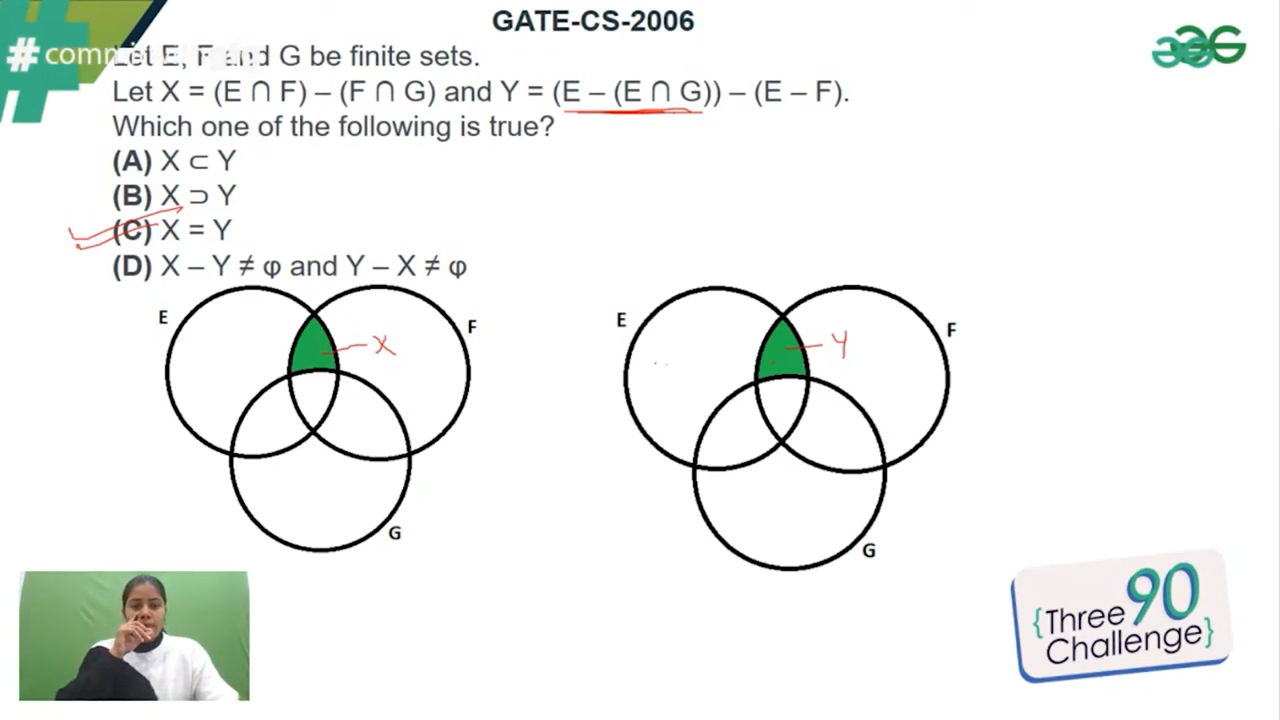 GATE-CS-2006
# comm
Let E, F and G be finite sets.
Let X = (E ∩ F) – (F ∩ G) and Y = (E – (E ∩ G)) – (E – F).
Which one of the following is true?
(A) X ⊂ Y
(B) X ⊃ Y
(C) X = Y
(D) X – Y ≠ φ and Y – X ≠ φ
E
F
X
G
E
F
Y
G
{Three 90
Challenge}